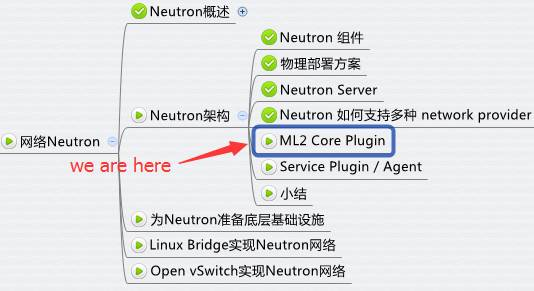 Neutron概述
Neutron 组件
物理部署方案
Neutron Server
Neutron架构
Neutron 如何支持多种 network provider
网络Neutron
ML2 Core Plugin
we are here
Service Plugin / Agent
小结
为Neutron准备底层基础设施
Linux Bridge实现Neutron网络
Open vSwitch实现Neutron网络